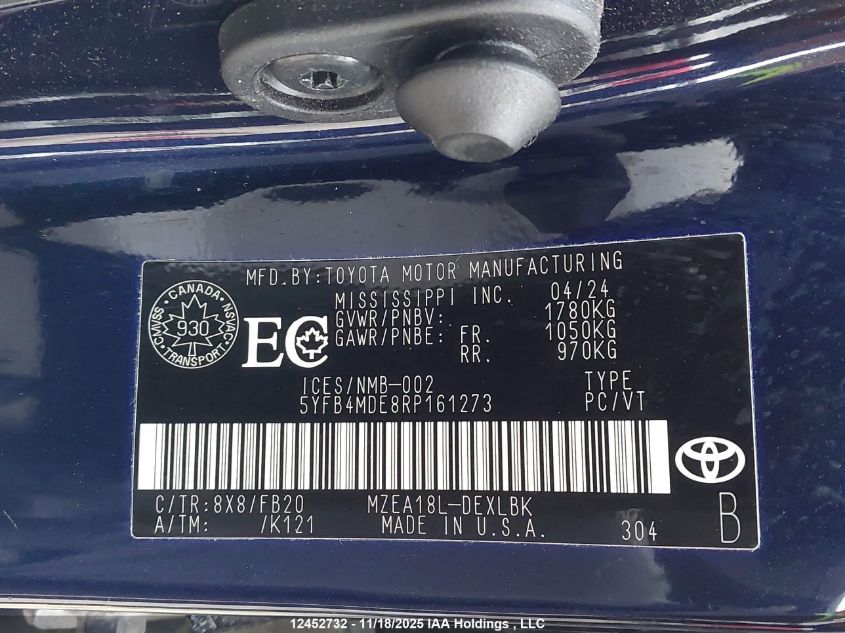 MFD.BY:TOYOTA MOTOR MANUFACTURING
MISSISSIPPI INC. 04/24
GVWR/PNBV: 1780KG
GAWR/PNBE: FR. 1050KG
RR. 970KG
CANADA
CMVSS 930 NSVAC
TRANSPORT
EC
ICES/NMB-002 TYPE
5YFB4MDE8RP161273 PC/VT
C/TR:8X8/FB20 MZEA18L-DEXLBK
A/TM: /K121 MADE IN U.S.A. 304 B
12452732 - 11/18/2025 IAA Holdings , LLC